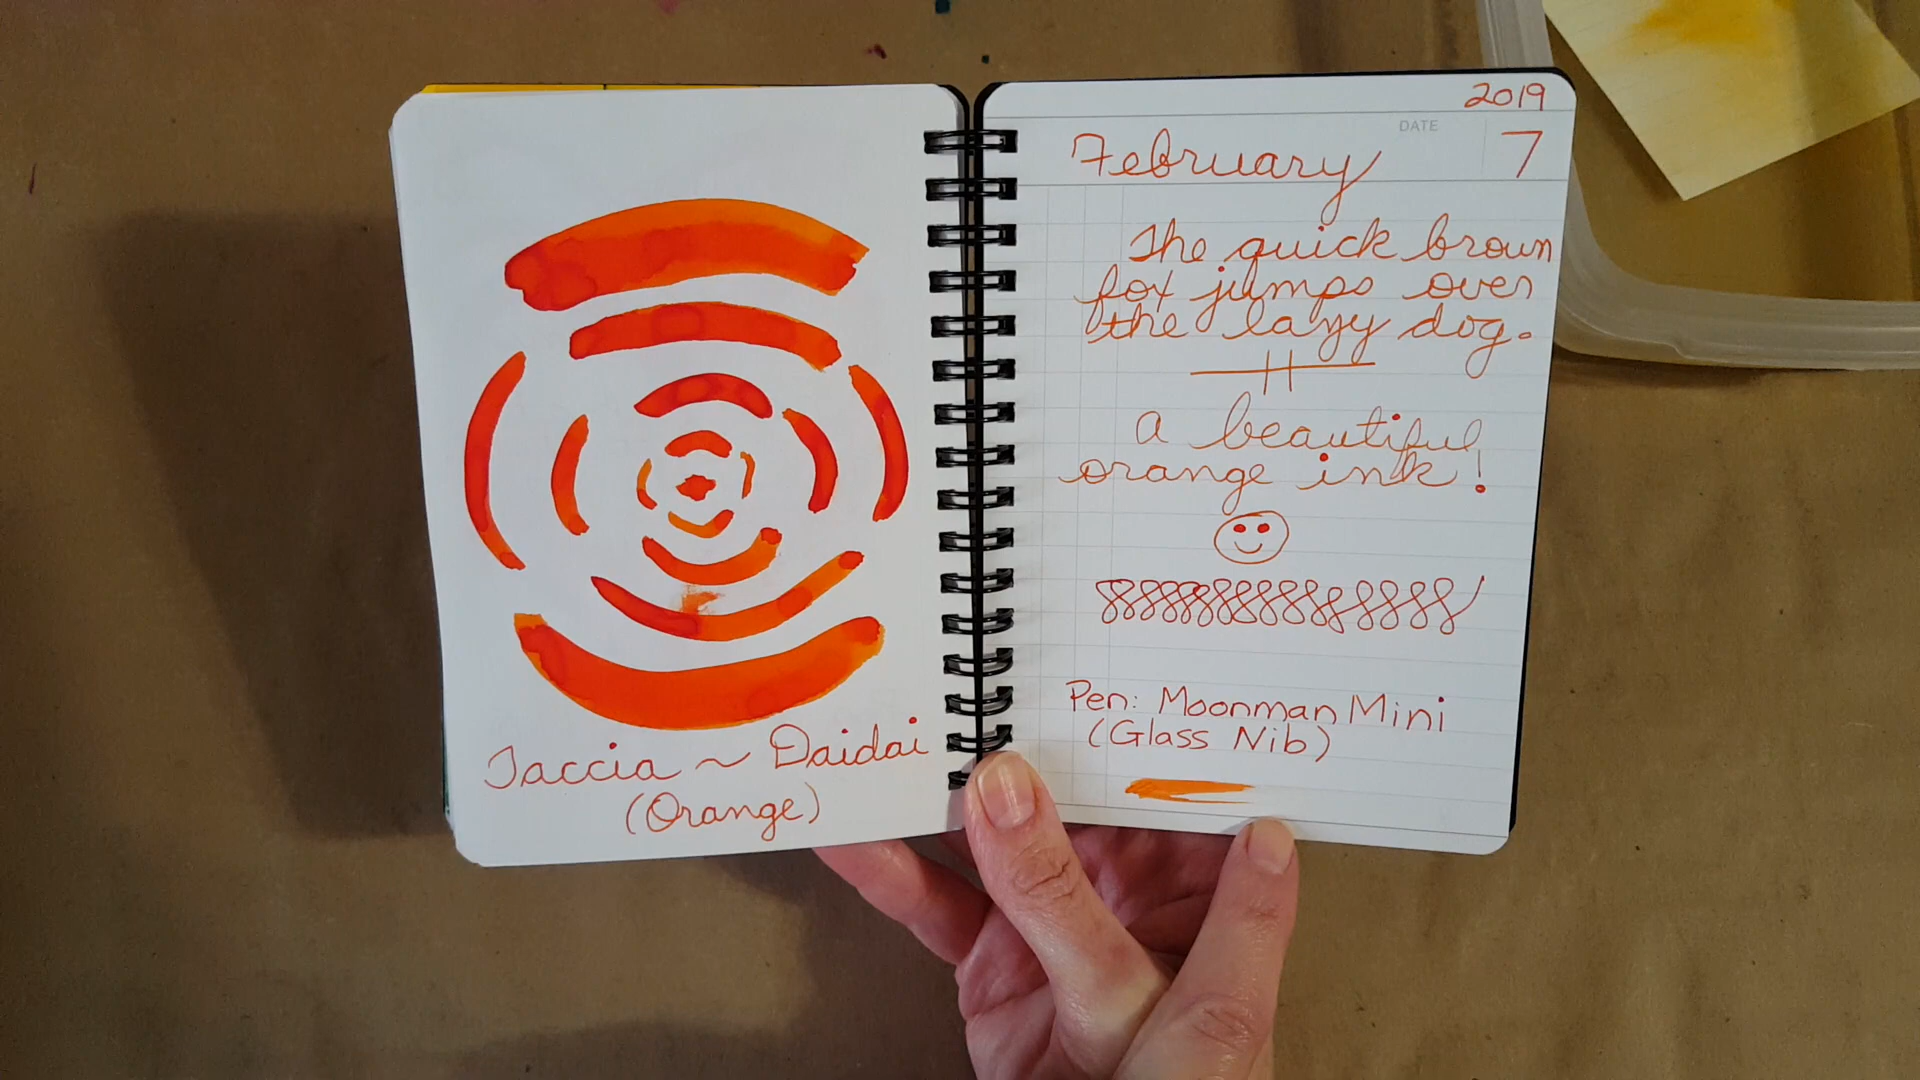 Taccia ~ Daidai
(Orange)
2019
DATE
February 7
The quick brown
fox jumps over
the lazy dog.
a beautiful
orange ink!
Pen: Moonman Mini
(Glass Nib)